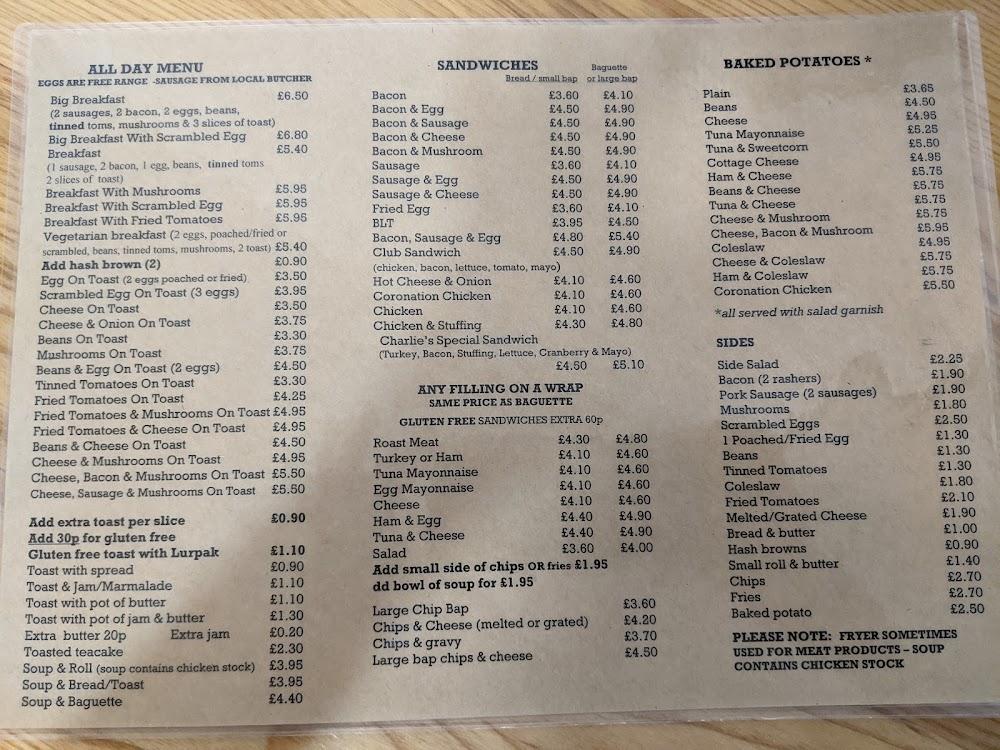 ALL DAY MENU
EGGS ARE FREE RANGE -SAUSAGE FROM LOCAL BUTCHER
Big Breakfast £6.50
(2 sausages, 2 bacon, 2 eggs, beans,
tinned toms, mushrooms & 3 slices of toast)
Big Breakfast With Scrambled Egg £6.80
Breakfast £5.40
(1 sausage, 2 bacon, 1 egg, beans, tinned toms
2 slices of toast)
Breakfast With Mushrooms £5.95
Breakfast With Scrambled Egg £5.95
Breakfast With Fried Tomatoes £5.95
Vegetarian breakfast (2 eggs, poached/fried or
scrambled, beans, tinned toms, mushrooms, 2 toast) £5.40
Add hash brown (2) £0.90
Egg On Toast (2 eggs poached or fried) £3.50
Scrambled Egg On Toast (3 eggs) £3.95
Cheese On Toast £3.50
Cheese & Onion On Toast £3.75
Beans On Toast £3.30
Mushrooms On Toast £3.75
Beans & Egg On Toast (2 eggs) £4.50
Tinned Tomatoes On Toast £3.30
Fried Tomatoes On Toast £4.25
Fried Tomatoes & Mushrooms On Toast £4.95
Fried Tomatoes & Cheese On Toast £4.95
Beans & Cheese On Toast £4.50
Cheese & Mushrooms On Toast £4.95
Cheese, Bacon & Mushrooms On Toast £5.50
Cheese, Sausage & Mushrooms On Toast £5.50
Add extra toast per slice £0.90
Add 30p for gluten free
Gluten free toast with Lurpak £1.10
Toast with spread £0.90
Toast & Jam/Marmalade £1.10
Toast with pot of butter £1.10
Toast with pot of jam & butter £1.30
Extra butter 20p Extra jam £0.20
Toasted teacake £2.30
Soup & Roll (soup contains chicken stock) £3.95
Soup & Bread/Toast £3.95
Soup & Baguette £4.40
SANDWICHES
Bread / small bap Baguette
or large bap
Bacon £3.60 £4.10
Bacon & Egg £4.50 £4.90
Bacon & Sausage £4.50 £4.90
Bacon & Cheese £4.50 £4.90
Bacon & Mushroom £4.50 £4.90
Sausage £3.60 £4.10
Sausage & Egg £4.50 £4.90
Sausage & Cheese £4.50 £4.90
Fried Egg £3.60 £4.10
BLT £3.95 £4.50
Bacon, Sausage & Egg £4.80 £5.40
Club Sandwich £4.50 £4.90
(chicken, bacon, lettuce, tomato, mayo)
Hot Cheese & Onion £4.10 £4.60
Coronation Chicken £4.10 £4.60
Chicken £4.10 £4.60
Chicken & Stuffing £4.30 £4.80
Charlie's Special Sandwich
(Turkey, Bacon, Stuffing, Lettuce, Cranberry & Mayo)
£4.50 £5.10
ANY FILLING ON A WRAP
SAME PRICE AS BAGUETTE
GLUTEN FREE SANDWICHES EXTRA 60p
Roast Meat £4.30 £4.80
Turkey or Ham £4.10 £4.60
Tuna Mayonnaise £4.10 £4.60
Egg Mayonnaise £4.10 £4.60
Cheese £4.10 £4.60
Ham & Egg £4.40 £4.90
Tuna & Cheese £4.40 £4.90
Salad £3.60 £4.00
Add small side of chips OR fries £1.95
dd bowl of soup for £1.95
Large Chip Bap £3.60
Chips & Cheese (melted or grated) £4.20
Chips & gravy £3.70
Large bap chips & cheese £4.50
BAKED POTATOES *
Plain £3.65
Beans £4.50
Cheese £4.95
Tuna Mayonnaise £5.25
Tuna & Sweetcorn £5.50
Cottage Cheese £4.95
Ham & Cheese £5.75
Beans & Cheese £5.75
Tuna & Cheese £5.75
Cheese & Mushroom £5.75
Cheese, Bacon & Mushroom £5.95
Coleslaw £4.95
Cheese & Coleslaw £5.75
Ham & Coleslaw £5.75
Coronation Chicken £5.50
*all served with salad garnish
SIDES
Side Salad £2.25
Bacon (2 rashers) £1.90
Pork Sausage (2 sausages) £1.90
Mushrooms £1.80
Scrambled Eggs £2.50
1 Poached/Fried Egg £1.30
Beans £1.30
Tinned Tomatoes £1.30
Coleslaw £1.80
Fried Tomatoes £2.10
Melted/Grated Cheese £1.90
Bread & butter £1.00
Hash browns £0.90
Small roll & butter £1.40
Chips £2.70
Fries £2.70
Baked potato £2.50
PLEASE NOTE: FRYER SOMETIMES
USED FOR MEAT PRODUCTS – SOUP
CONTAINS CHICKEN STOCK